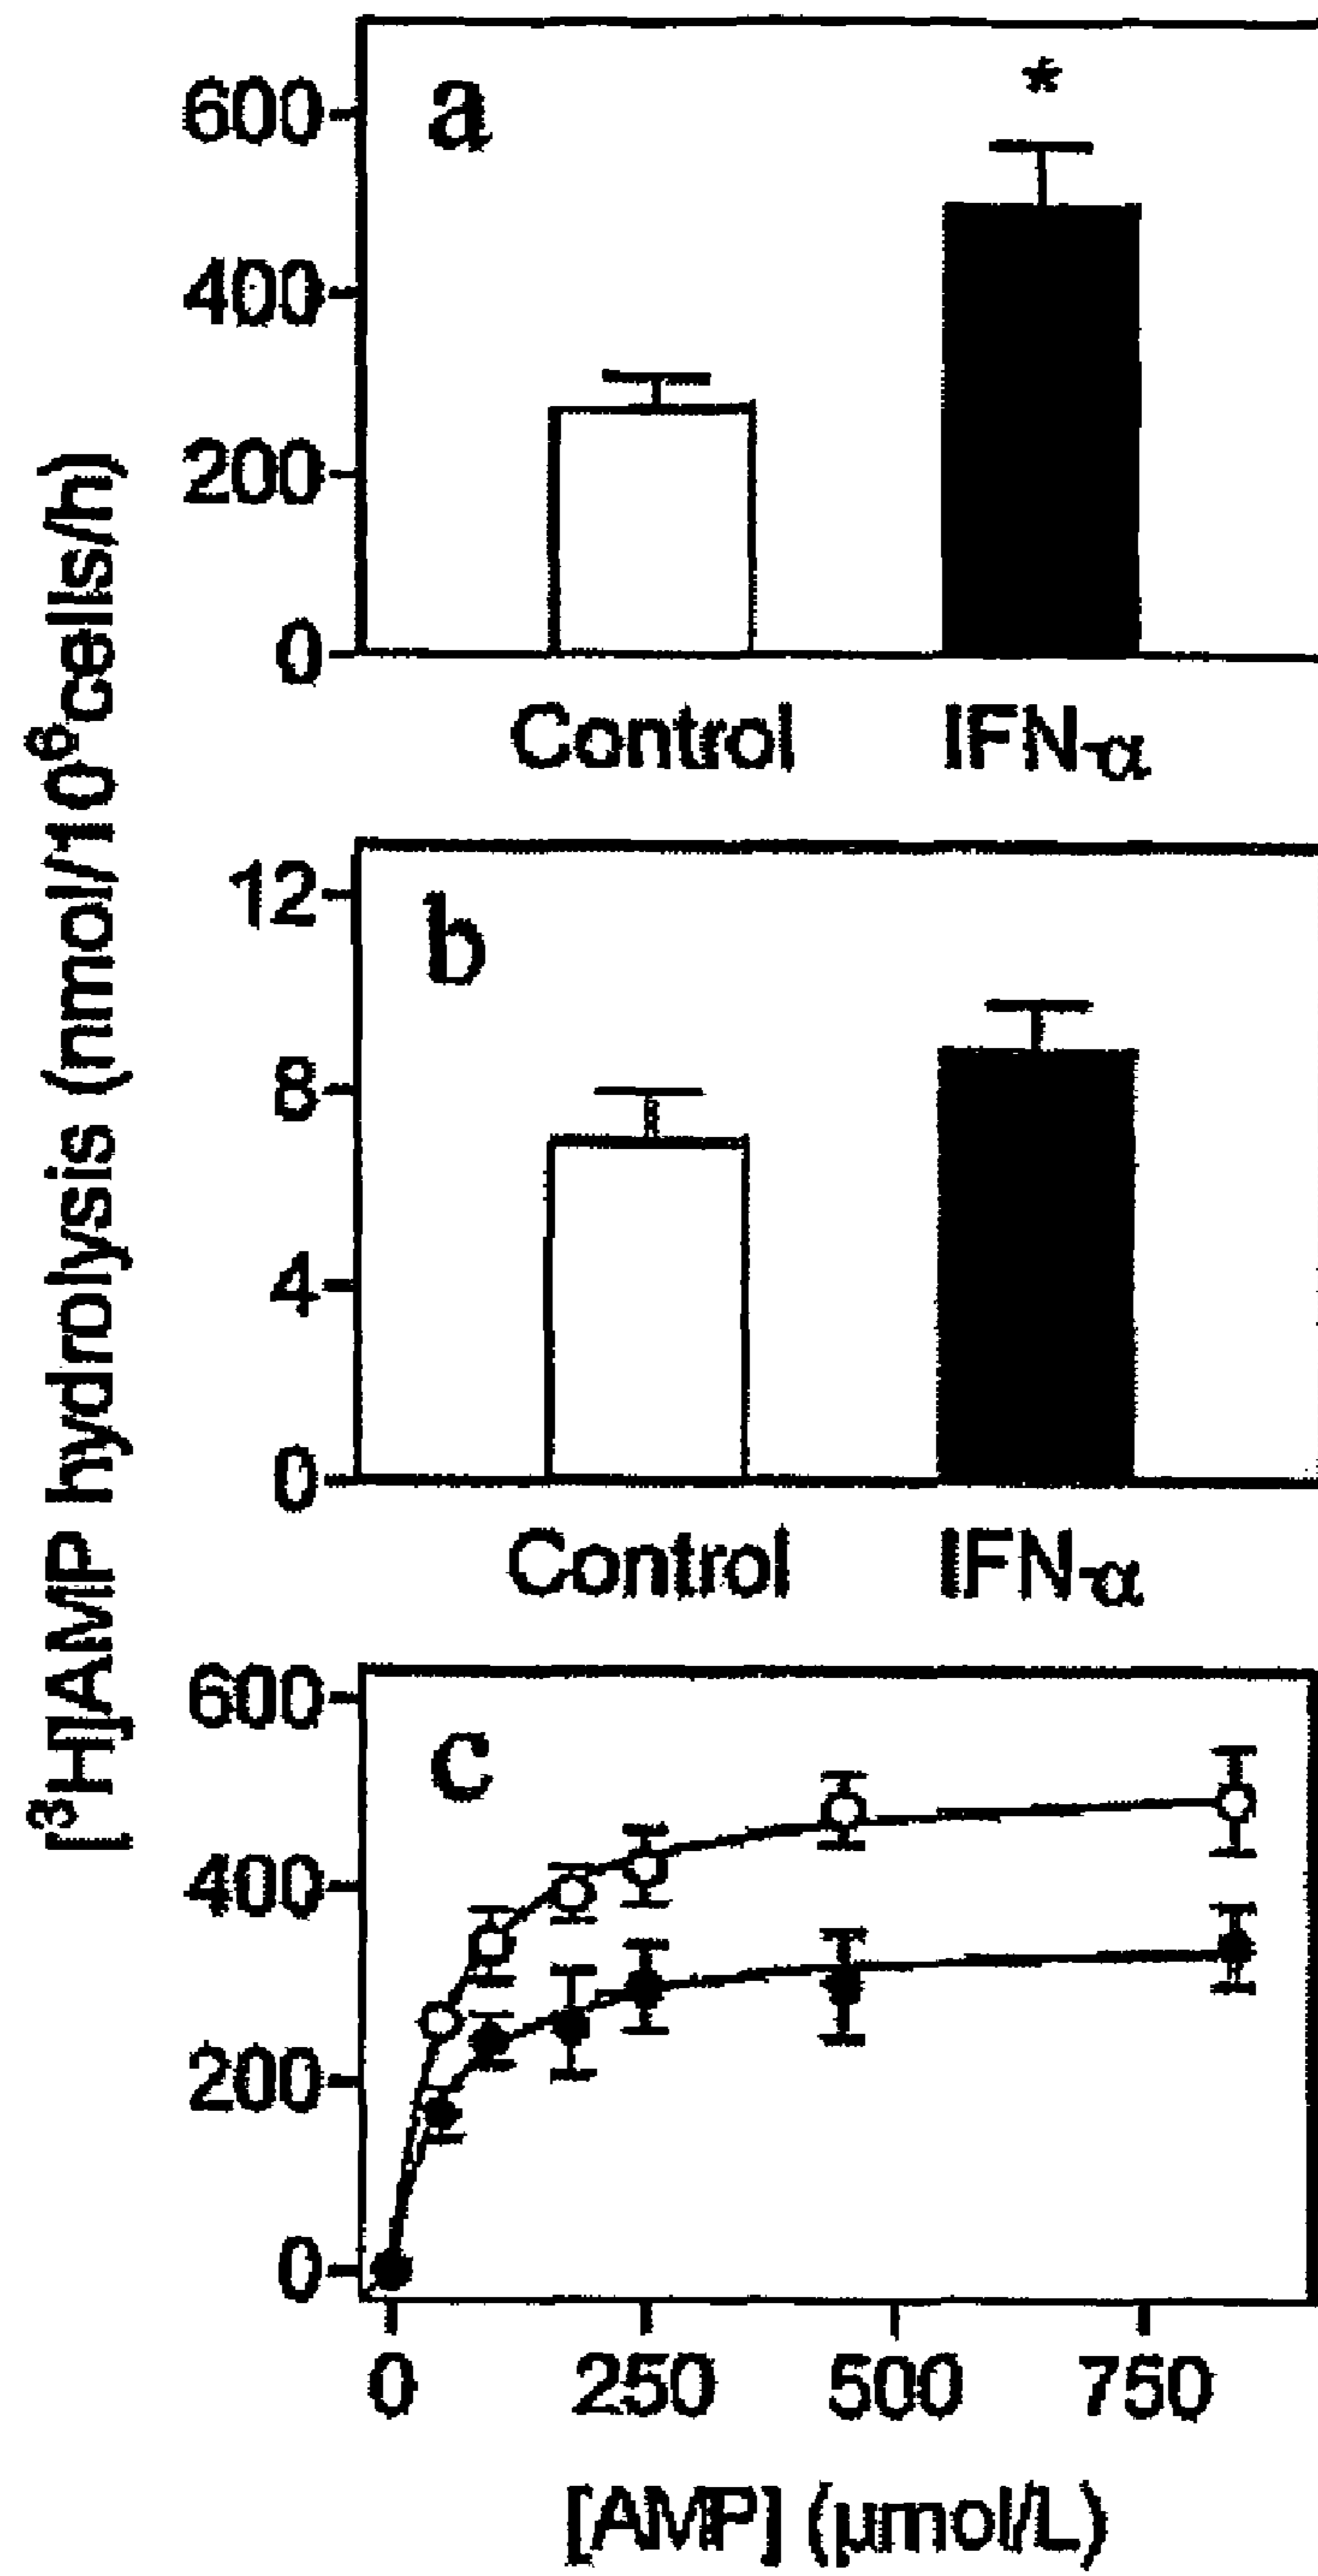 [³H]AMP hydrolysis (nmol/10⁶cells/h)
a
*
600
400
200
0
Control IFN-α
b
12
8
4
0
Control IFN-α
c
600
400
200
0
0 250 500 750
[AMP] (µmol/L)